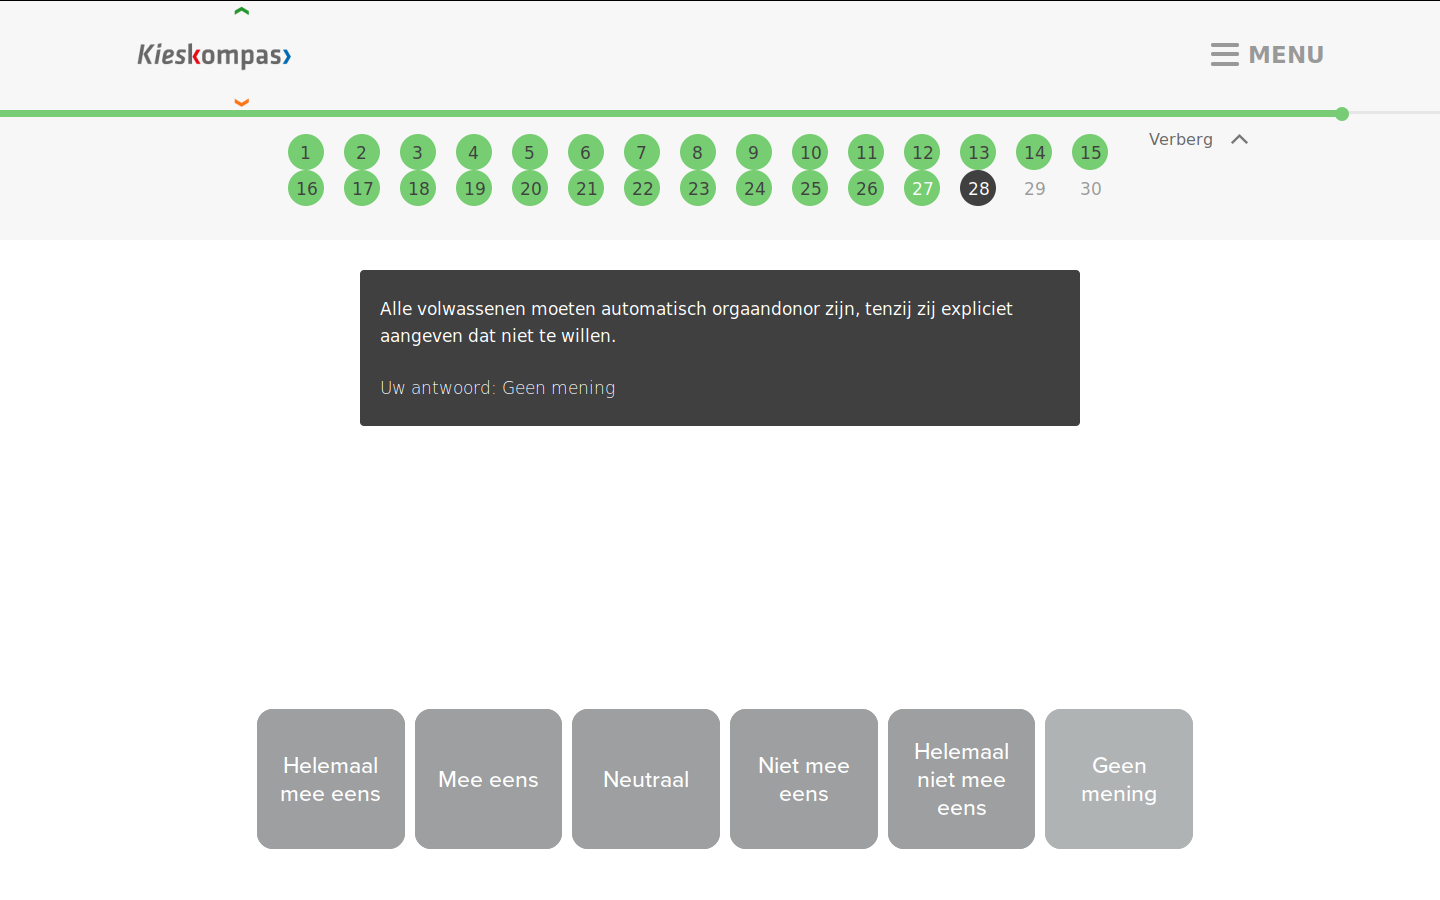 Kieskompas
MENU
Verberg
1 2 3 4 5 6 7 8 9 10 11 12 13 14 15
16 17 18 19 20 21 22 23 24 25 26 27 28 29 30
Alle volwassenen moeten automatisch orgaandonor zijn, tenzij zij expliciet
aangeven dat niet te willen.
Uw antwoord: Geen mening
Helemaal
mee eens
Mee eens
Neutraal
Niet mee
eens
Helemaal
niet mee
eens
Geen
mening